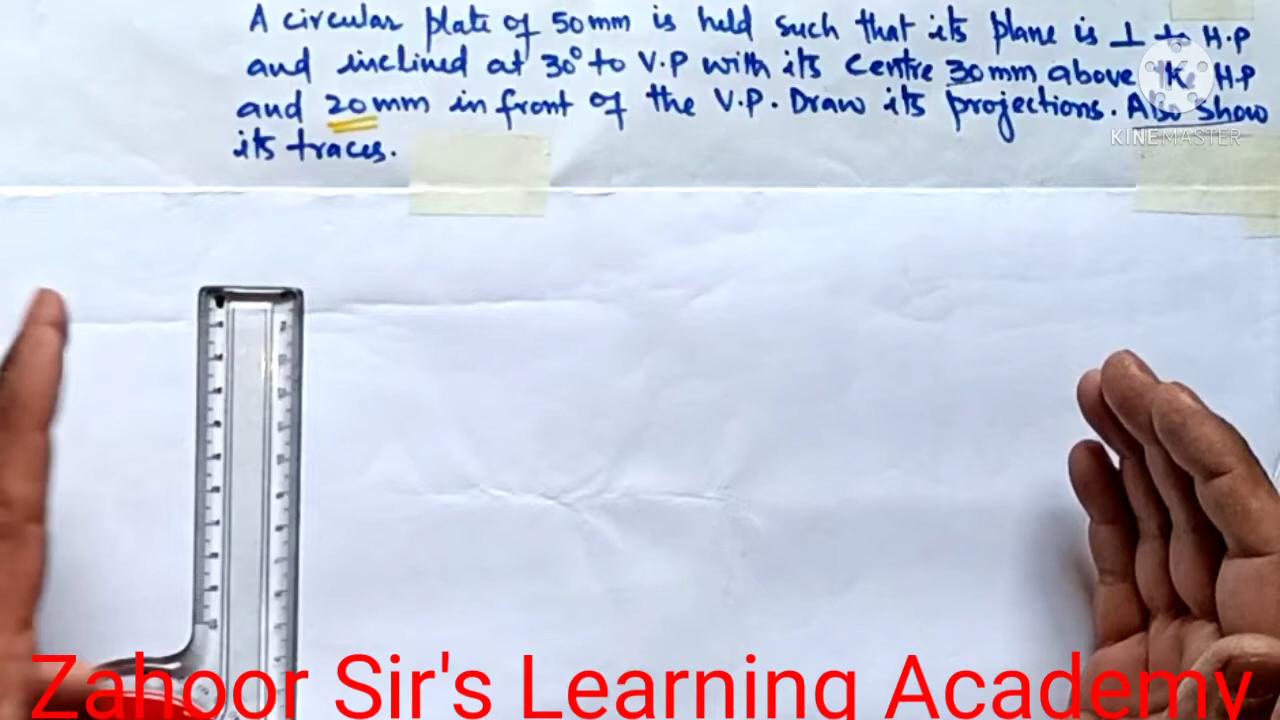 A circular plate of 50mm is held such that its plane is ⊥ to H.P
and inclined at 30° to V.P with its centre 30mm above H.P
and 20mm in front of the V.P. Draw its projections. Also show
its traces.
KINEMASTER
Zahoor Sir's Learning Academy